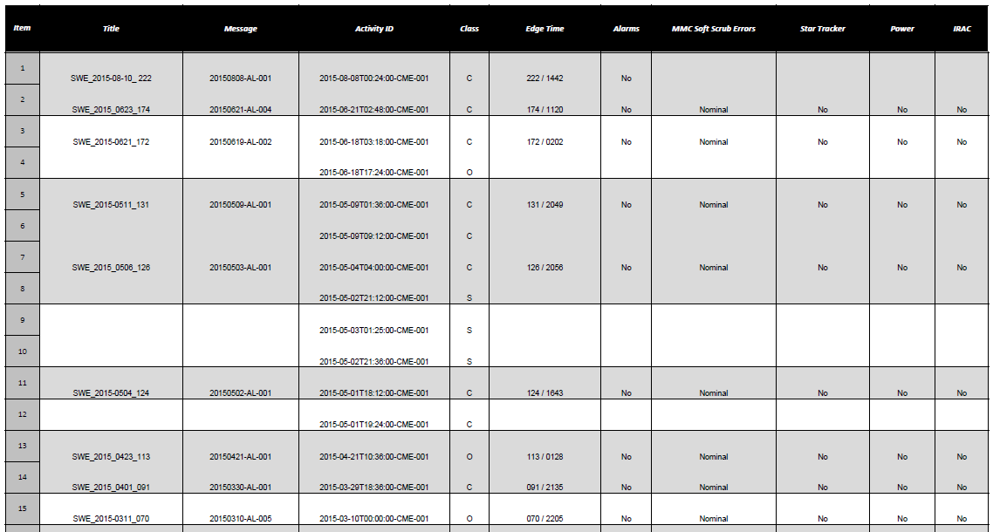 Item Title Message Activity ID Class Edge Time Alarms MMC Soft Scrub Errors Star Tracker Power IRAC
1 SWE_2015-08-10_ 222 20150808-AL-001 2015-08-08T00:24:00-CME-001 C 222 / 1442 No
2 SWE_2015_0623_174 20150621-AL-004 2015-06-21T02:48:00-CME-001 C 174 / 1120 No Nominal No No No
3 SWE_2015-0621_172 20150619-AL-002 2015-06-18T03:18:00-CME-001 C 172 / 0202 No Nominal No No No
4 2015-06-18T17:24:00-CME-001 O
5 SWE_2015-0511_131 20150509-AL-001 2015-05-09T01:36:00-CME-001 C 131 / 2049 No Nominal No No No
6 2015-05-09T09:12:00-CME-001 C
7 SWE_2015_0506_126 20150503-AL-001 2015-05-04T04:00:00-CME-001 C 126 / 2056 No Nominal No No No
8 2015-05-02T21:12:00-CME-001 S
9 2015-05-03T01:25:00-CME-001 S
10 2015-05-02T21:36:00-CME-001 S
11 SWE_2015-0504_124 20150502-AL-001 2015-05-01T18:12:00-CME-001 C 124 / 1643 No Nominal No No No
12 2015-05-01T19:24:00-CME-001 C
13 SWE_2015_0423_113 20150421-AL-001 2015-04-21T10:36:00-CME-001 O 113 / 0128 No Nominal No No No
14 SWE_2015_0401_091 20150330-AL-001 2015-03-29T18:36:00-CME-001 C 091 / 2135 No Nominal No No No
15 SWE_2015-0311_070 20150310-AL-005 2015-03-10T00:00:00-CME-001 O 070 / 2205 No Nominal No No No